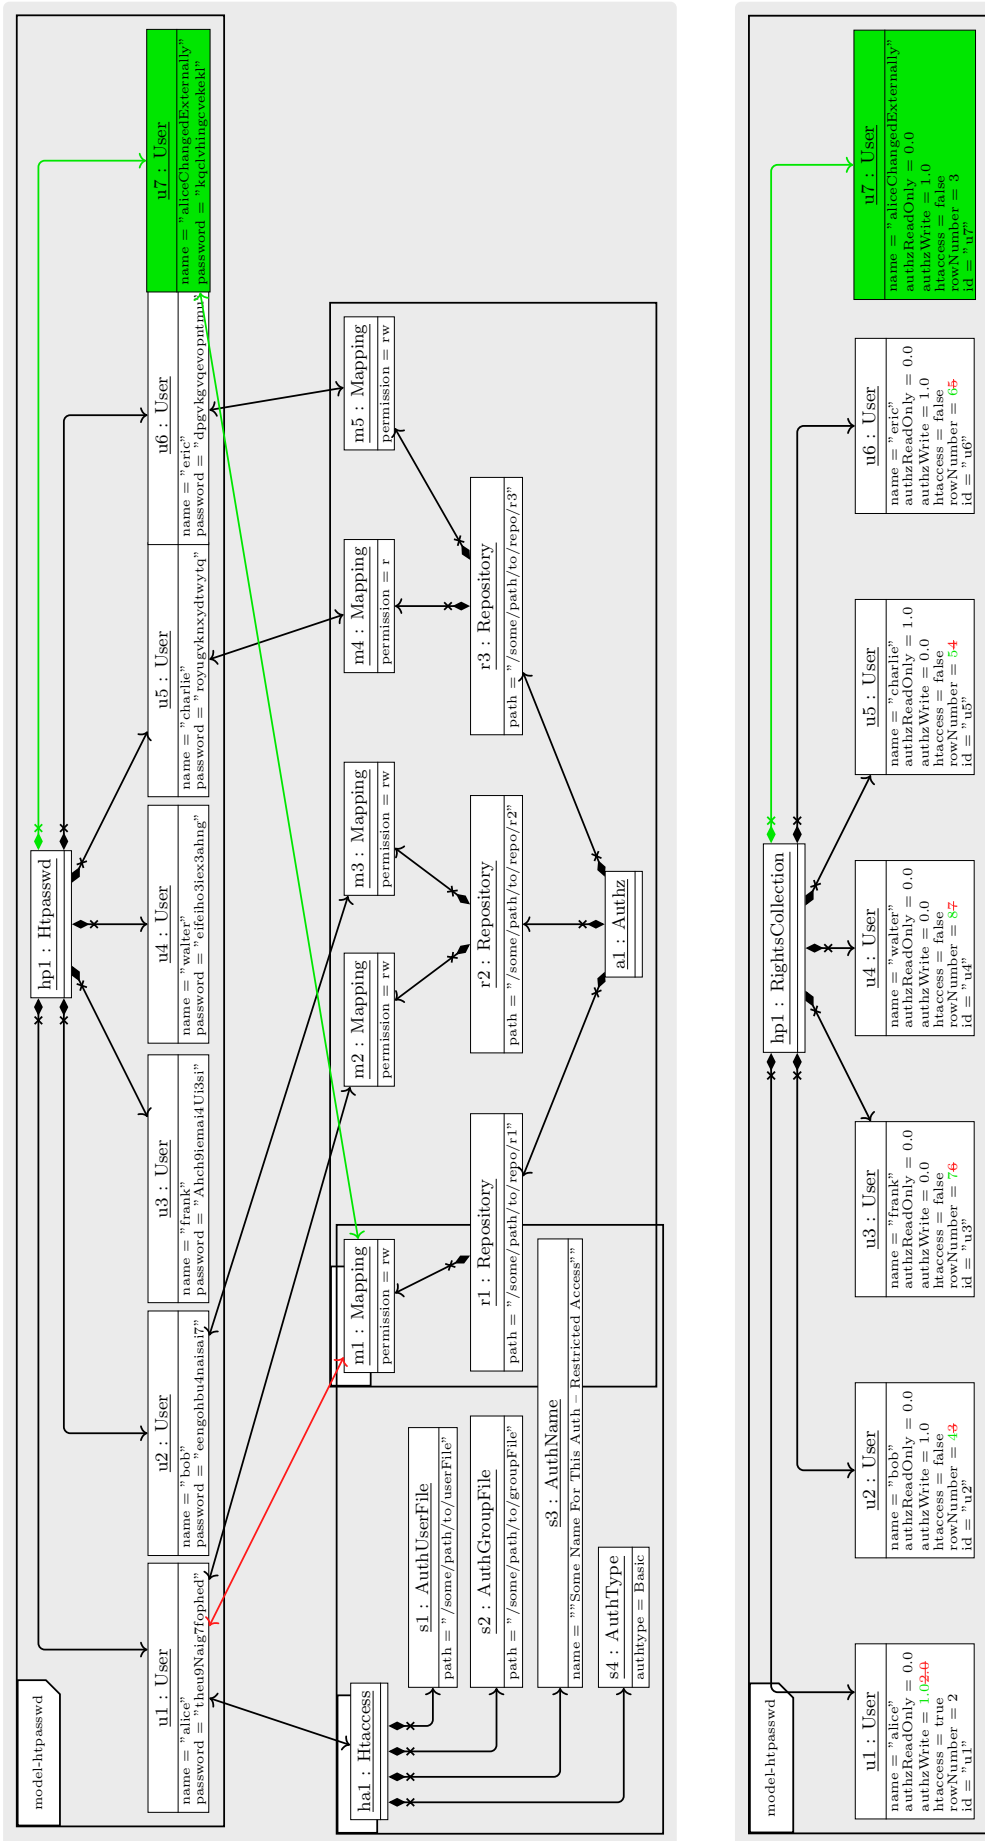 model-htpasswd
hp1 : Htpasswd
u1 : User
name = ”alice”
password = ”theu9Naig7fophed”
u2 : User
name = ”bob”
password = ”eengohbu4naisai7”
u3 : User
name = ”frank”
password = ”Ahch9iemai4Ui3si”
u4 : User
name = ”walter”
password = ”eifeiho3iex3ahng”
u5 : User
name = ”charlie”
password = ”royugvknxydtwytq”
u6 : User
name = ”eric”
password = ”dpgvkgvqevopntmu”
u7 : User
name = ”aliceChangedExternally”
password = ”kqclvhingcvekekl”
ha1 : Htaccess
s1 : AuthUserFile
path = ”/some/path/to/userFile”
s2 : AuthGroupFile
path = ”/some/path/to/groupFile”
s3 : AuthName
name = ””Some Name For This Auth – Restricted Access””
s4 : AuthType
authtype = Basic
m1 : Mapping
permission = rw
m2 : Mapping
permission = rw
m3 : Mapping
permission = rw
m4 : Mapping
permission = r
m5 : Mapping
permission = rw
r1 : Repository
path = ”/some/path/to/repo/r1”
r2 : Repository
path = ”/some/path/to/repo/r2”
r3 : Repository
path = ”/some/path/to/repo/r3”
a1 : Authz
model-htpasswd
hp1 : RightsCollection
u1 : User
name = ”alice”
authzReadOnly = 0.0
authzWrite = 1.02.0
htaccess = true
rowNumber = 2
id = ”u1”
u2 : User
name = ”bob”
authzReadOnly = 0.0
authzWrite = 1.0
htaccess = false
rowNumber = 43
id = ”u2”
u3 : User
name = ”frank”
authzReadOnly = 0.0
authzWrite = 0.0
htaccess = false
rowNumber = 76
id = ”u3”
u4 : User
name = ”walter”
authzReadOnly = 0.0
authzWrite = 0.0
htaccess = false
rowNumber = 87
id = ”u4”
u5 : User
name = ”charlie”
authzReadOnly = 1.0
authzWrite = 0.0
htaccess = false
rowNumber = 54
id = ”u5”
u6 : User
name = ”eric”
authzReadOnly = 0.0
authzWrite = 1.0
htaccess = false
rowNumber = 65
id = ”u6”
u7 : User
name = ”aliceChangedExternally”
authzReadOnly = 0.0
authzWrite = 1.0
htaccess = false
rowNumber = 3
id = ”u7”